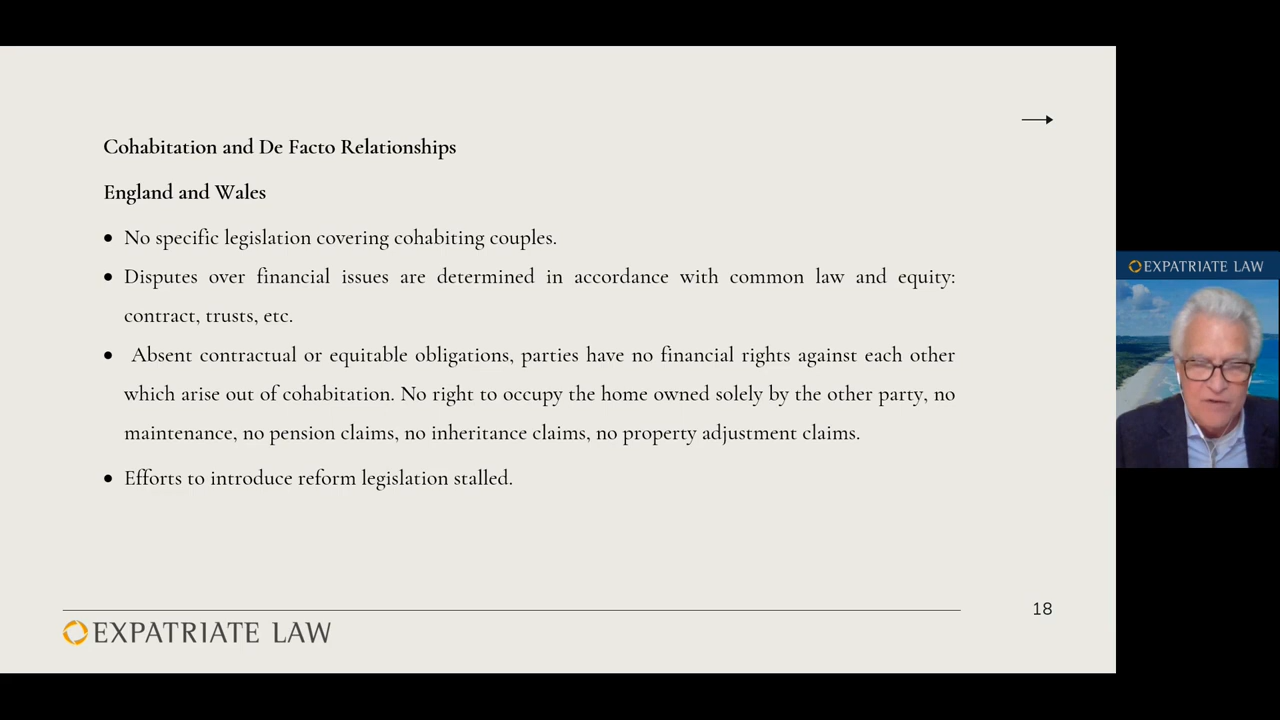 Cohabitation and De Facto Relationships
England and Wales
• No specific legislation covering cohabiting couples.
• Disputes over financial issues are determined in accordance with common law and equity:
contract, trusts, etc.
• Absent contractual or equitable obligations, parties have no financial rights against each other
which arise out of cohabitation. No right to occupy the home owned solely by the other party, no
maintenance, no pension claims, no inheritance claims, no property adjustment claims.
• Efforts to introduce reform legislation stalled.
18
EXPATRIATE LAW
EXPATRIATE LAW